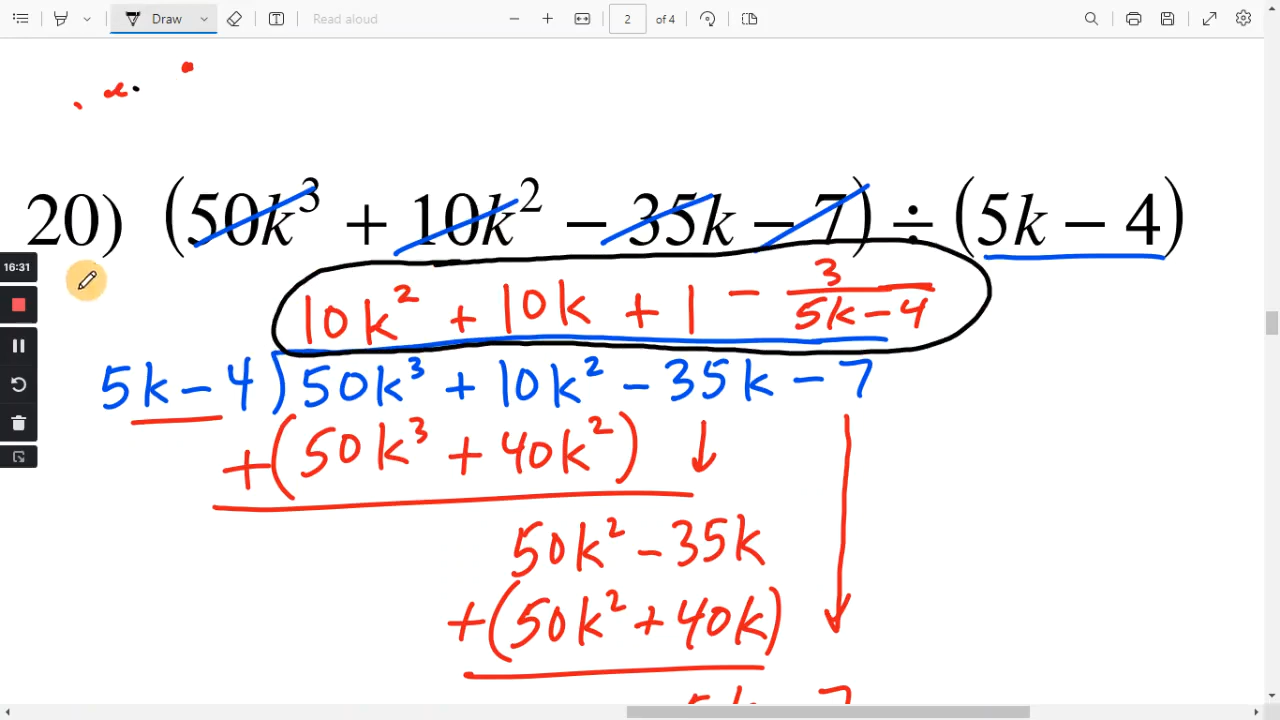 Draw
Read aloud
2 of 4
20) (50k³ + 10k² − 35k − 7) ÷ (5k − 4)
16:31
10k² + 10k + 1 − 3/(5k − 4)
5k − 4 ) 50k³ + 10k² − 35k − 7
+(50k³ + 40k²)
50k² − 35k
+(50k² + 40k)